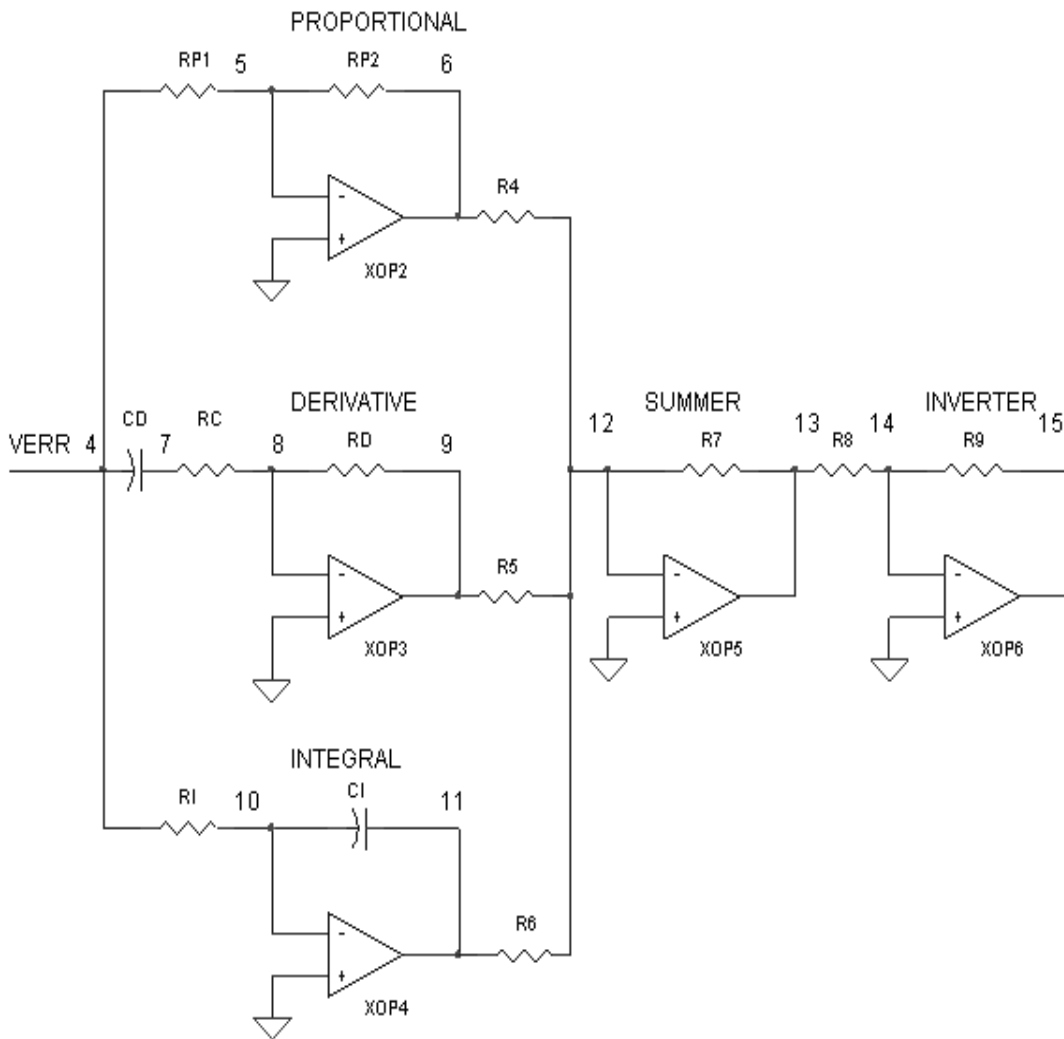 PROPORTIONAL
RP1 5 RP2 6
R4
-
+
XOP2
DERIVATIVE SUMMER INVERTER
VERR 4 CD 7 RC 8 RD 9 12 R7 13 R8 14 R9 15
R5
- - -
+ + +
XOP3 XOP5 XOP6
INTEGRAL
RI 10 CI 11
R6
-
+
XOP4